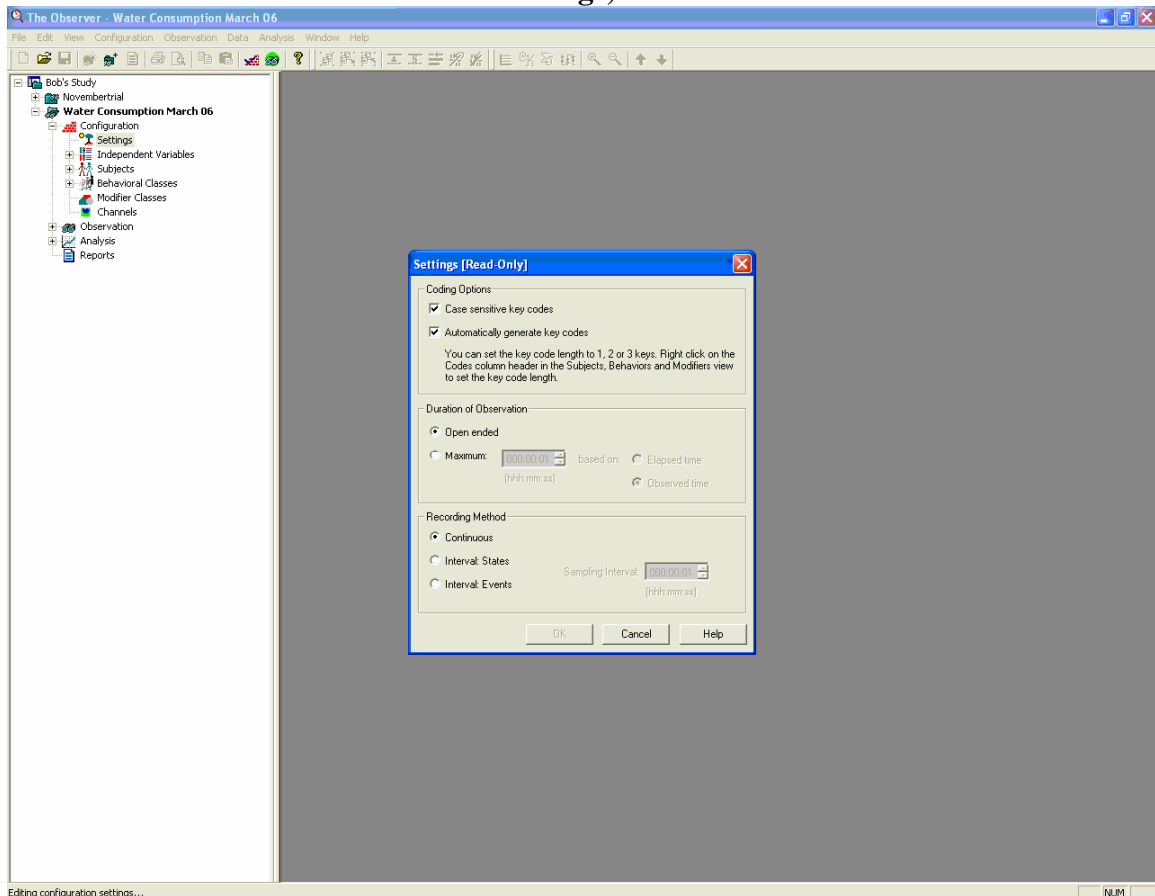 The Observer - Water Consumption March 06
File Edit View Configuration Observation Data Analysis Window Help
Bob's Study
Novembertrial
Water Consumption March 06
Configuration
Settings
Independent Variables
Subjects
Behavioral Classes
Modifier Classes
Channels
Observation
Analysis
Reports
Settings [Read-Only]
Coding Options
Case sensitive key codes
Automatically generate key codes
You can set the key code length to 1, 2 or 3 keys. Right click on the
Codes column header in the Subjects, Behaviors and Modifiers view
to set the key code length.
Duration of Observation
Open ended
Maximum: 000:00:01 based on: Elapsed time
(hhh:mm:ss) Observed time
Recording Method
Continuous
Interval: States
Sampling Interval: 000:00:01
Interval: Events
(hhh:mm:ss)
OK Cancel Help
Editing configuration settings... NUM